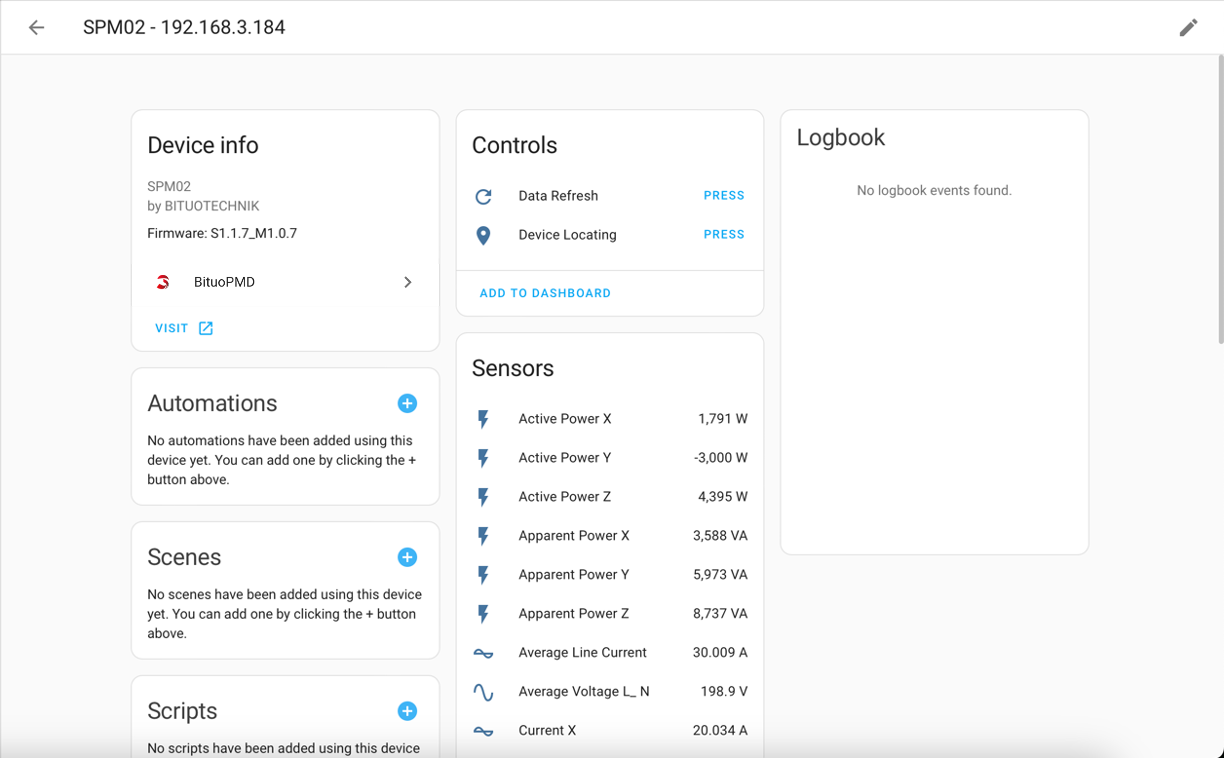 SPM02 - 192.168.3.184
Device info
SPM02
by BITUOTECHNIK
Firmware: S1.1.7_M1.0.7
BituoPMD
VISIT
Automations
No automations have been added using this
device yet. You can add one by clicking the +
button above.
Scenes
No scenes have been added using this device
yet. You can add one by clicking the + button
above.
Scripts
No scripts have been added using this device
Controls
Data Refresh PRESS
Device Locating PRESS
ADD TO DASHBOARD
Sensors
Active Power X 1,791 W
Active Power Y -3,000 W
Active Power Z 4,395 W
Apparent Power X 3,588 VA
Apparent Power Y 5,973 VA
Apparent Power Z 8,737 VA
Average Line Current 30.009 A
Average Voltage L_ N 198.9 V
Current X 20.034 A
Logbook
No logbook events found.